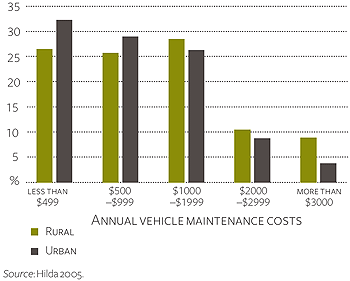 35
30
25
20
15
10
5
%
LESS THAN $500 $1000 $2000 MORE THAN
$499 –$999 –$1999 –$2999 $3000
ANNUAL VEHICLE MAINTENANCE COSTS
RURAL
URBAN
Source: Hilda 2005.